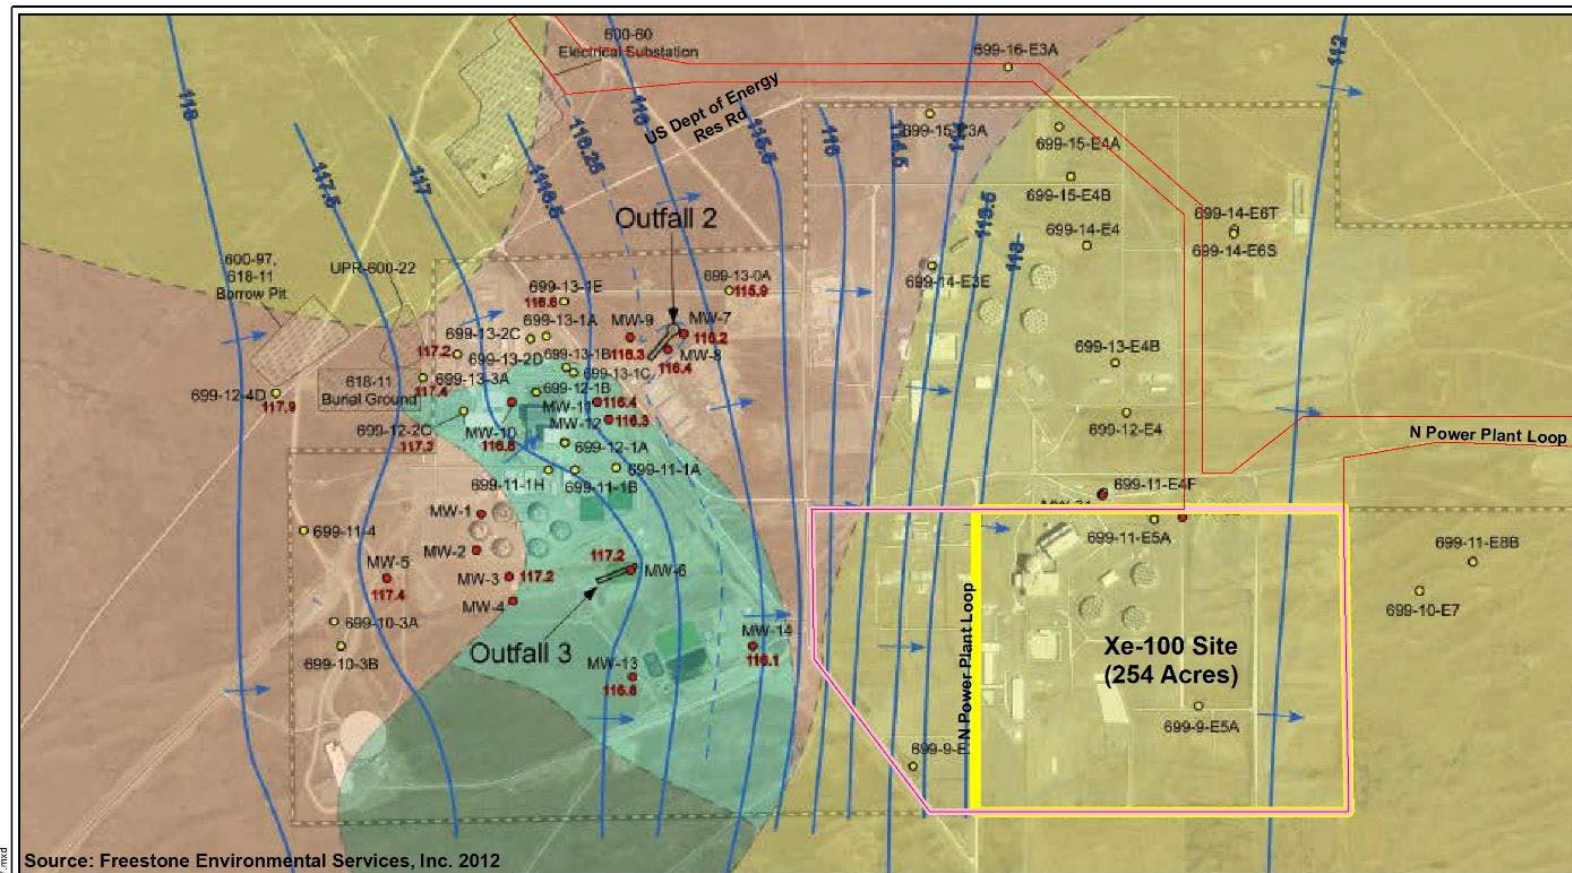 600-60
Electrical Substation
699-16-E3A
112
118
116
US Dept of Energy
Res Rd
116.25
115.5
115
114.5
114
699-15-E4A
117.5
117
699-15-E4B
Outfall 2
113.5
699-14-E6T
699-14-E6S
699-14-E4
113
600-97,
618-11
Borrow Pit
UPR-600-22
699-13-0A
115.9
699-14-E3E
699-13-1E
116.6
699-13-1A
MW-9
MW-7
116.2
699-13-2C
117.2
699-13-2D
699-13-1B
116.3
MW-8
116.4
699-13-E4B
699-13-3A
117.4
699-13-1C
618-11
Burial Ground
699-12-4D
117.9
699-12-1B
MW-11
116.4
MW-12
116.3
699-12-2C
117.3
MW-10
116.8
699-12-1A
699-12-E4
N Power Plant Loop
699-11-1A
699-11-1H
699-11-1B
699-11-E4F
MW-1
699-11-4
699-11-E5A
MW-2
699-11-E8B
MW-5
117.4
MW-3
117.2
117.2
MW-6
MW-4
699-10-E7
699-10-3A
699-10-3B
Outfall 3
MW-14
116.1
MW-13
116.8
N Power Plant Loop
Xe-100 Site
(254 Acres)
699-9-E5A
Source: Freestone Environmental Services, Inc. 2012